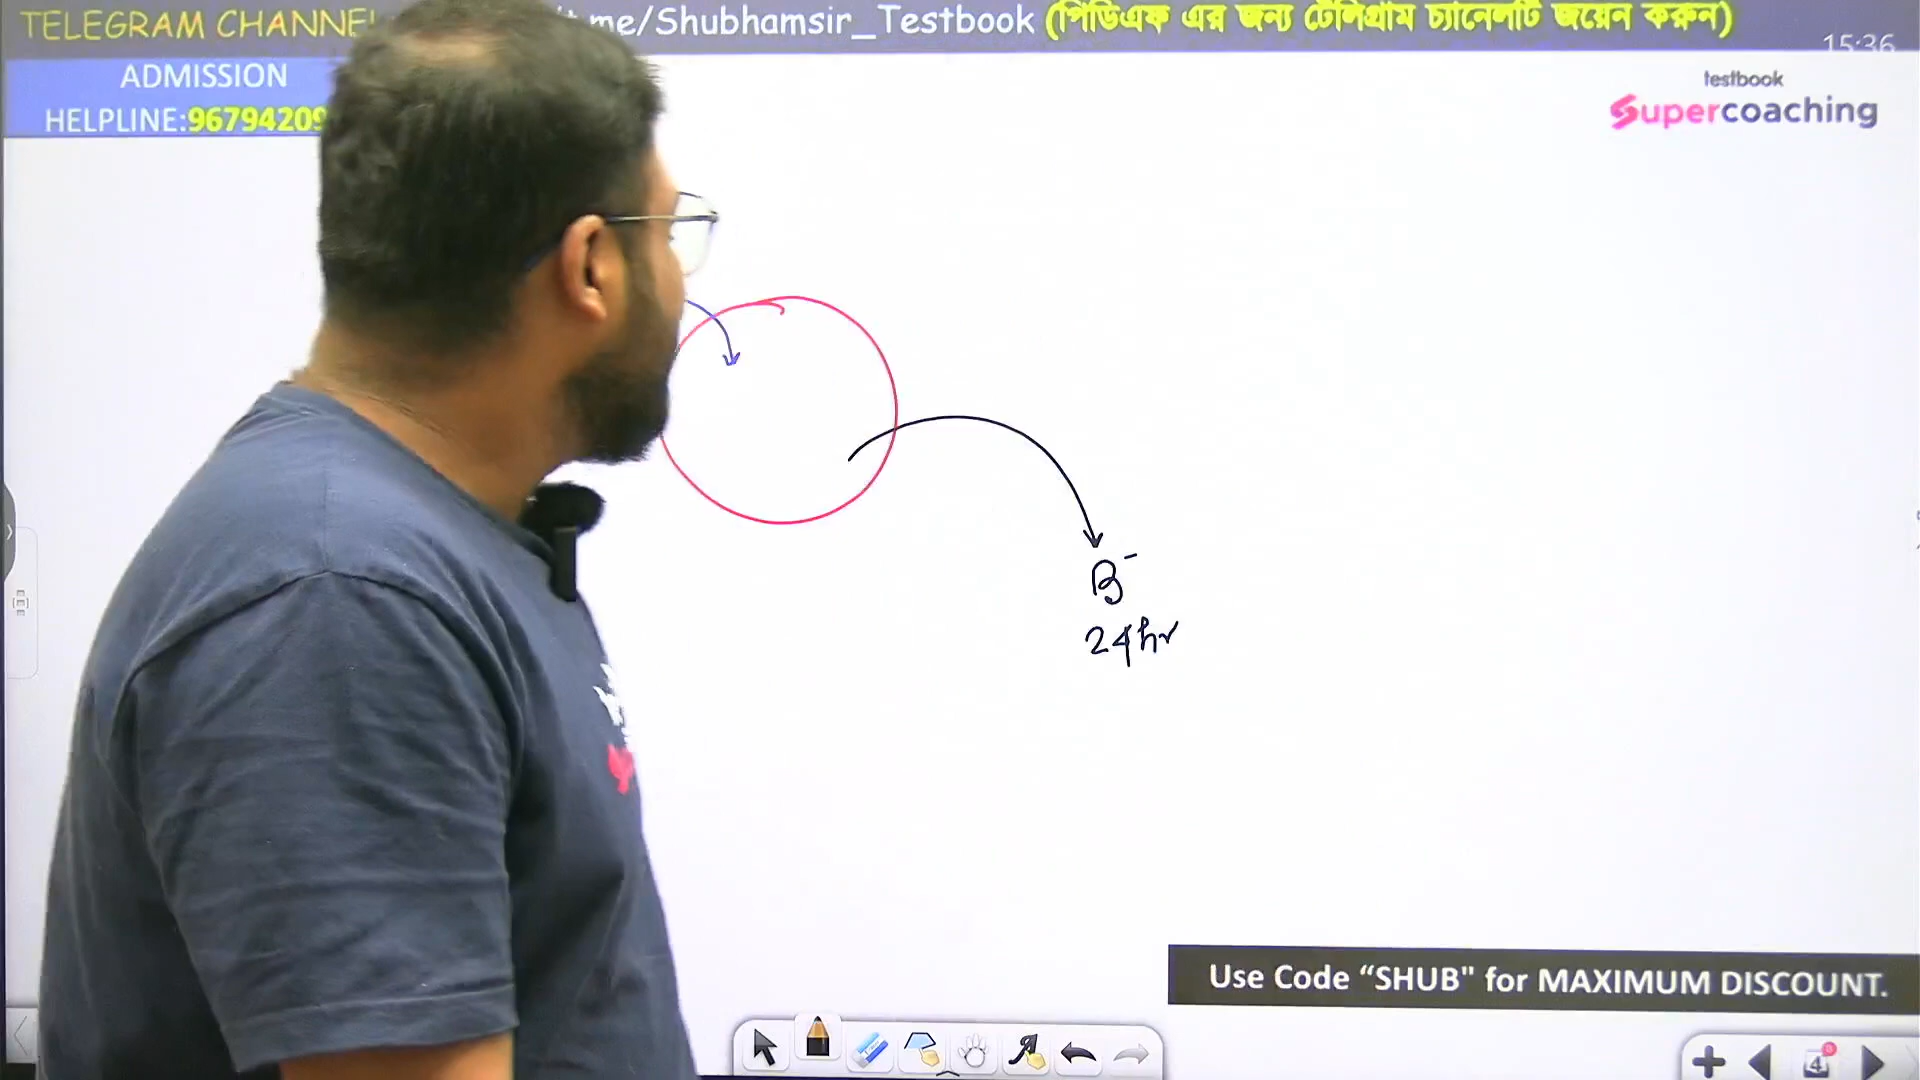 TELEGRAM CHANNEL
t.me/Shubhamsir_Testbook (পিডিএফ এর জন্য টেলিগ্রাম চ্যানেলটি জয়েন করুন)
15:36
ADMISSION
HELPLINE:96794209
testbook
Supercoaching
B-
24hr
Use Code “SHUB" for MAXIMUM DISCOUNT.
4